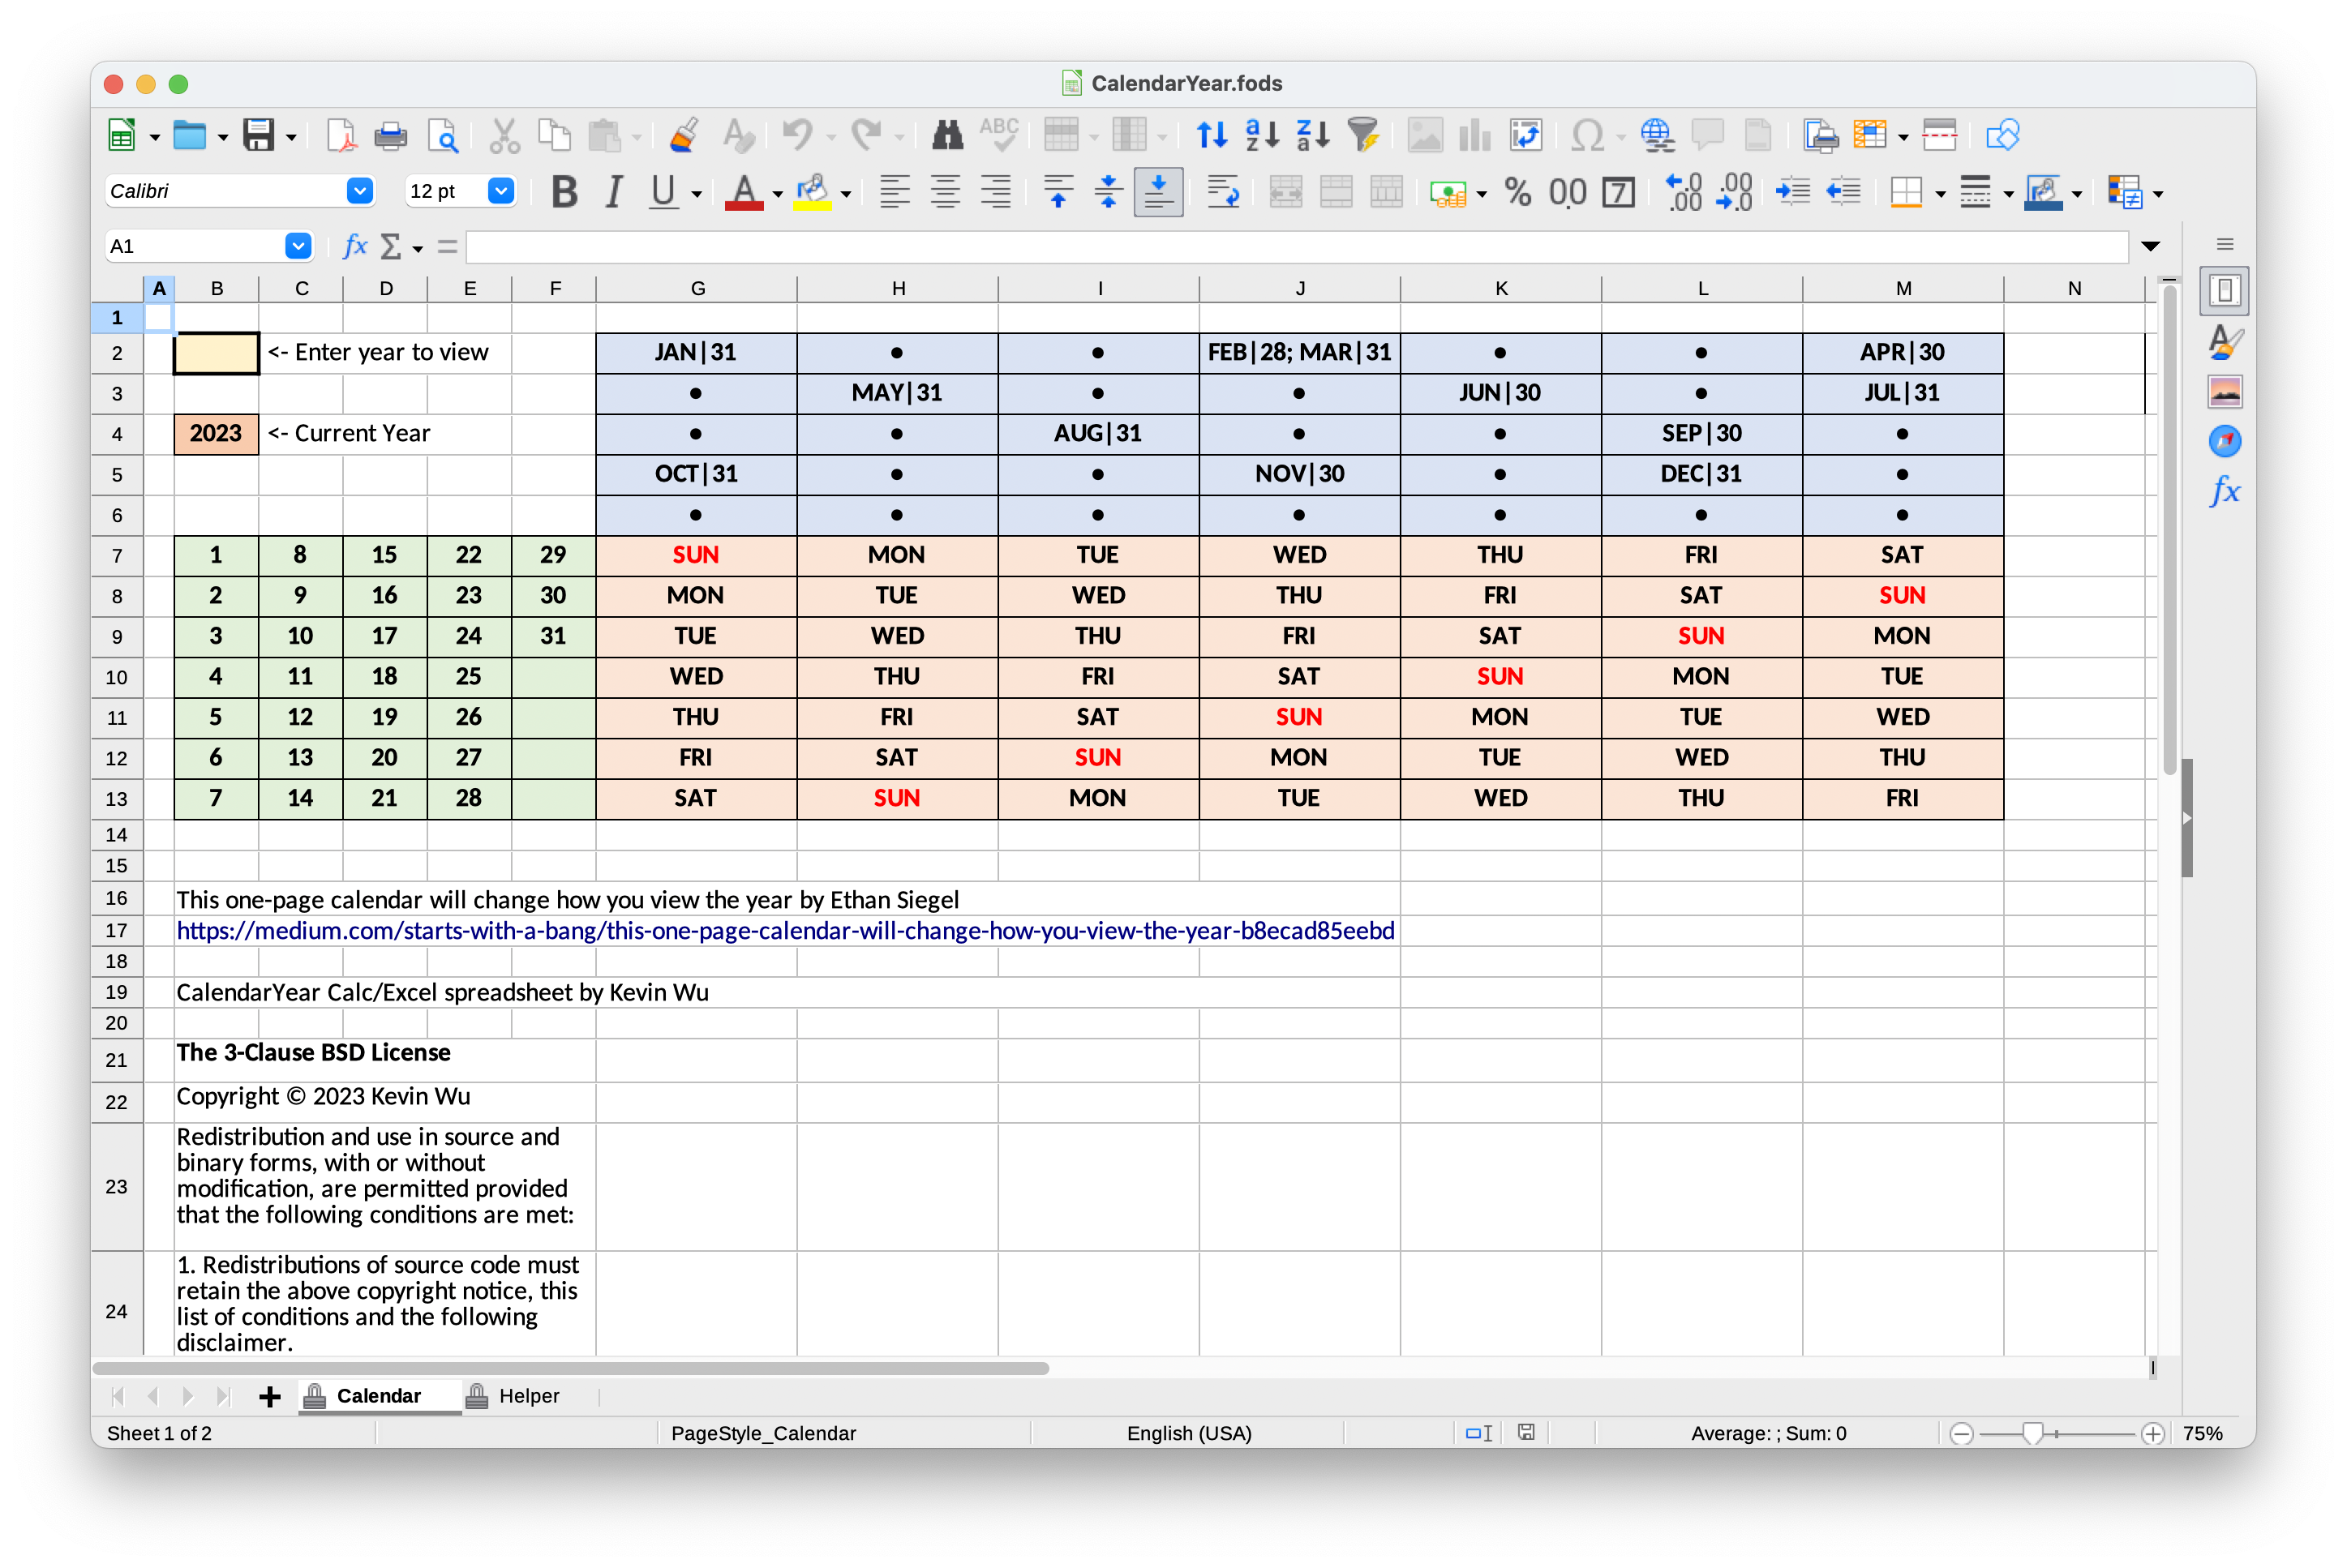 CalendarYear.fods
ABC
Calibri 12 pt B I U A % 0.0 7 .0 .00 .00 .0
A1 fx Σ =
A B C D E F G H I J K L M N
1
2 <- Enter year to view JAN|31 • • FEB|28; MAR|31 • • APR|30
3 • MAY|31 • • JUN|30 • JUL|31
4 2023 <- Current Year • • AUG|31 • • SEP|30 •
5 OCT|31 • • NOV|30 • DEC|31 •
6 • • • • • • •
7 1 8 15 22 29 SUN MON TUE WED THU FRI SAT
8 2 9 16 23 30 MON TUE WED THU FRI SAT SUN
9 3 10 17 24 31 TUE WED THU FRI SAT SUN MON
10 4 11 18 25 WED THU FRI SAT SUN MON TUE
11 5 12 19 26 THU FRI SAT SUN MON TUE WED
12 6 13 20 27 FRI SAT SUN MON TUE WED THU
13 7 14 21 28 SAT SUN MON TUE WED THU FRI
14
15
16 This one-page calendar will change how you view the year by Ethan Siegel
17 https://medium.com/starts-with-a-bang/this-one-page-calendar-will-change-how-you-view-the-year-b8ecad85eebd
18
19 CalendarYear Calc/Excel spreadsheet by Kevin Wu
20
21 The 3-Clause BSD License
22 Copyright © 2023 Kevin Wu
23 Redistribution and use in source and
binary forms, with or without
modification, are permitted provided
that the following conditions are met:
24 1. Redistributions of source code must
retain the above copyright notice, this
list of conditions and the following
disclaimer.
Calendar Helper
Sheet 1 of 2 PageStyle_Calendar English (USA) Average: ; Sum: 0 75%